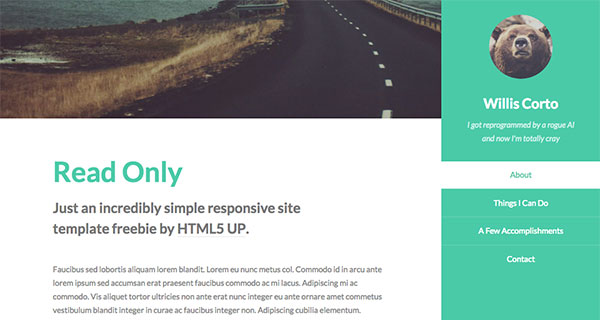 Read Only
Just an incredibly simple responsive site
template freebie by HTML5 UP.
Faucibus sed lobortis aliquam lorem blandit. Lorem eu nunc metus col. Commodo id in arcu ante
lorem ipsum sed accumsan erat praesent faucibus commodo ac mi lacus. Adipiscing mi ac
commodo. Vis aliquet tortor ultricies non ante erat nunc integer eu ante ornare amet commetus
vestibulum blandit integer in curae ac faucibus integer non. Adipiscing cubilia elementum.
Willis Corto
I got reprogrammed by a rogue AI
and now I'm totally cray
About
Things I Can Do
A Few Accomplishments
Contact